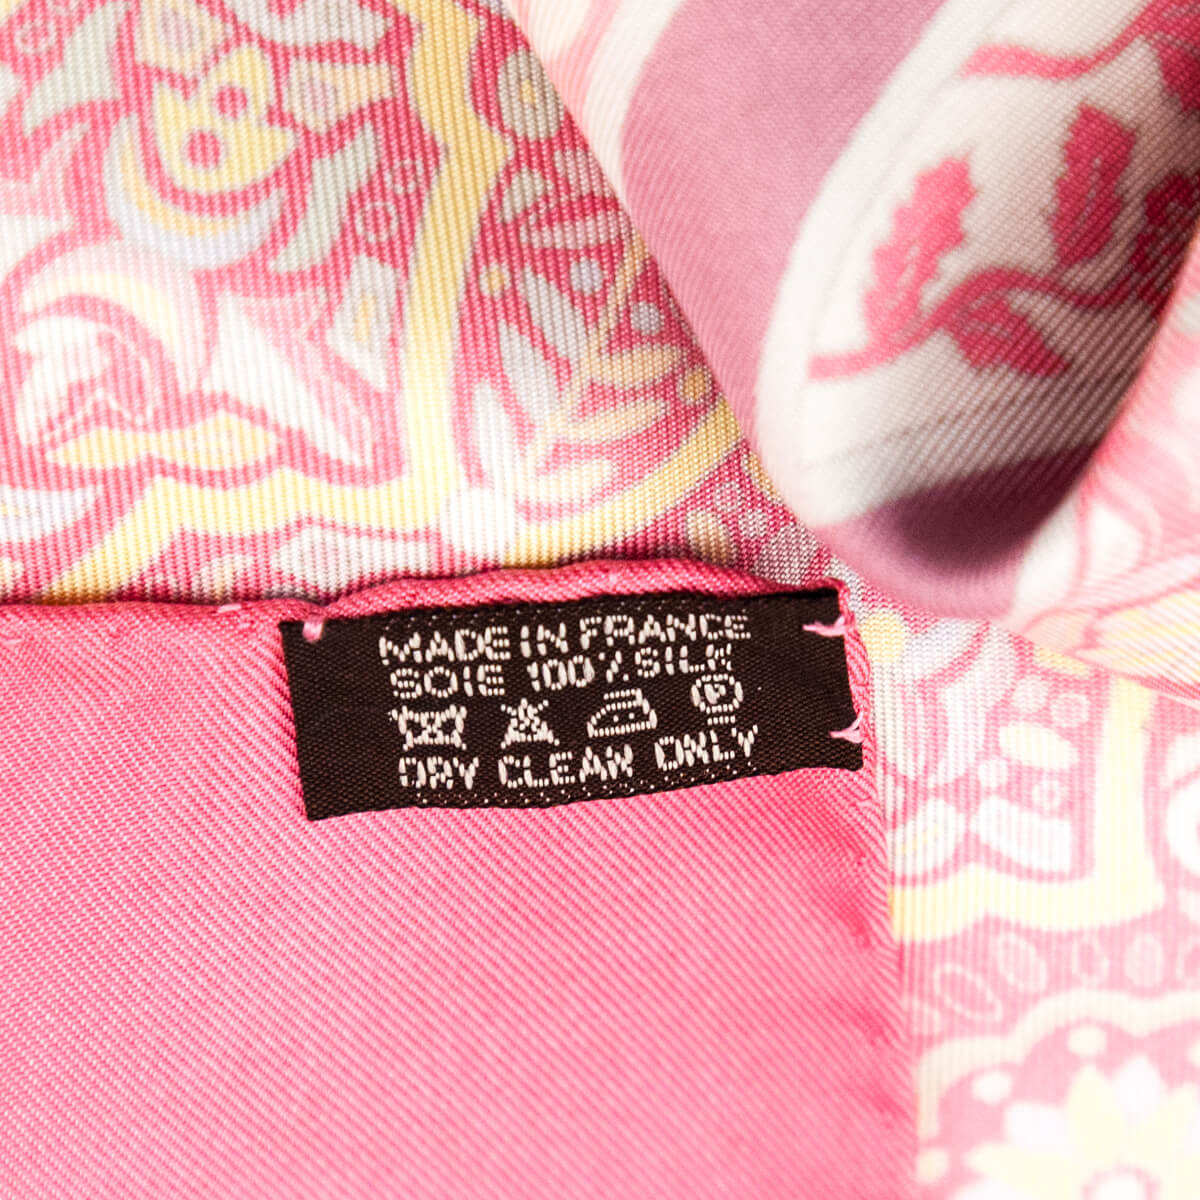 MADE IN FRANCE
SOIE 100% SILK
P
DRY CLEAN ONLY